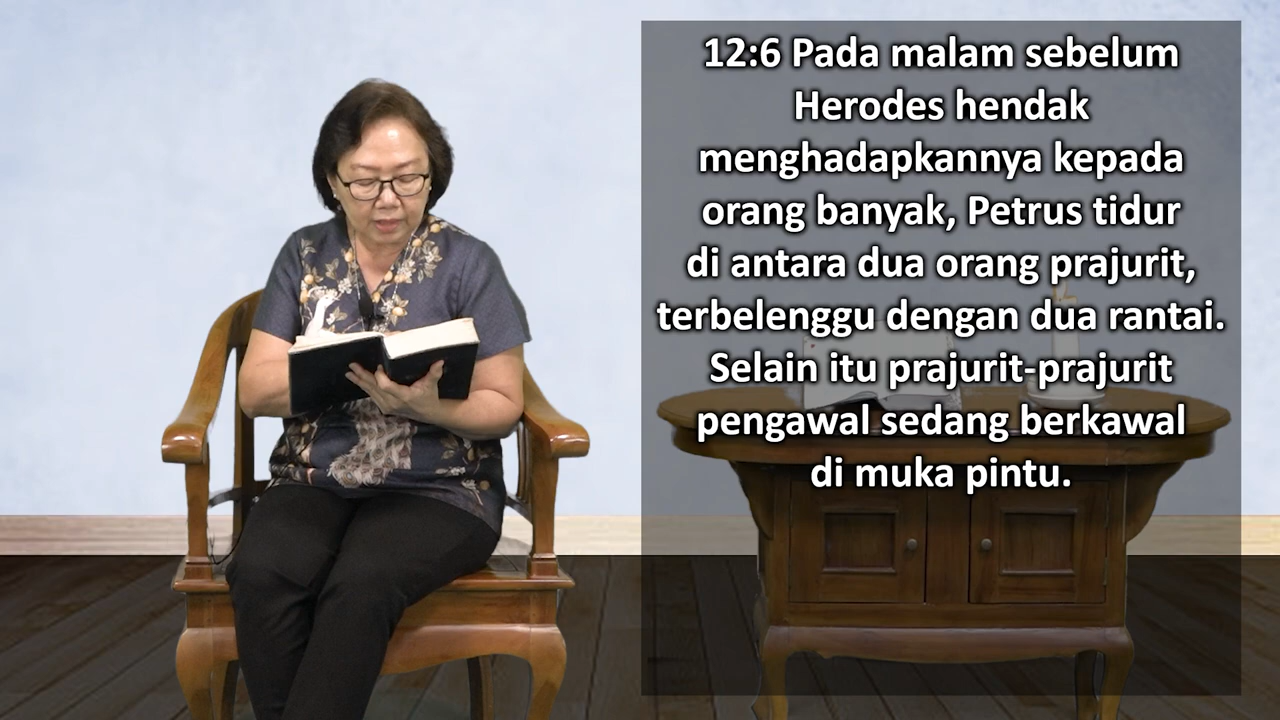 12:6 Pada malam sebelum
Herodes hendak
menghadapkannya kepada
orang banyak, Petrus tidur
di antara dua orang prajurit,
terbelenggu dengan dua rantai.
Selain itu prajurit-prajurit
pengawal sedang berkawal
di muka pintu.